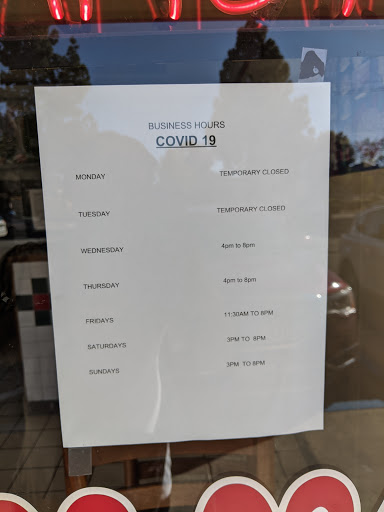 BUSINESS HOURS
COVID 19
MONDAY TEMPORARY CLOSED
TUESDAY TEMPORARY CLOSED
WEDNESDAY 4pm to 8pm
THURSDAY 4pm to 8pm
FRIDAYS 11:30AM TO 8PM
SATURDAYS 3PM TO 8PM
SUNDAYS 3PM TO 8PM